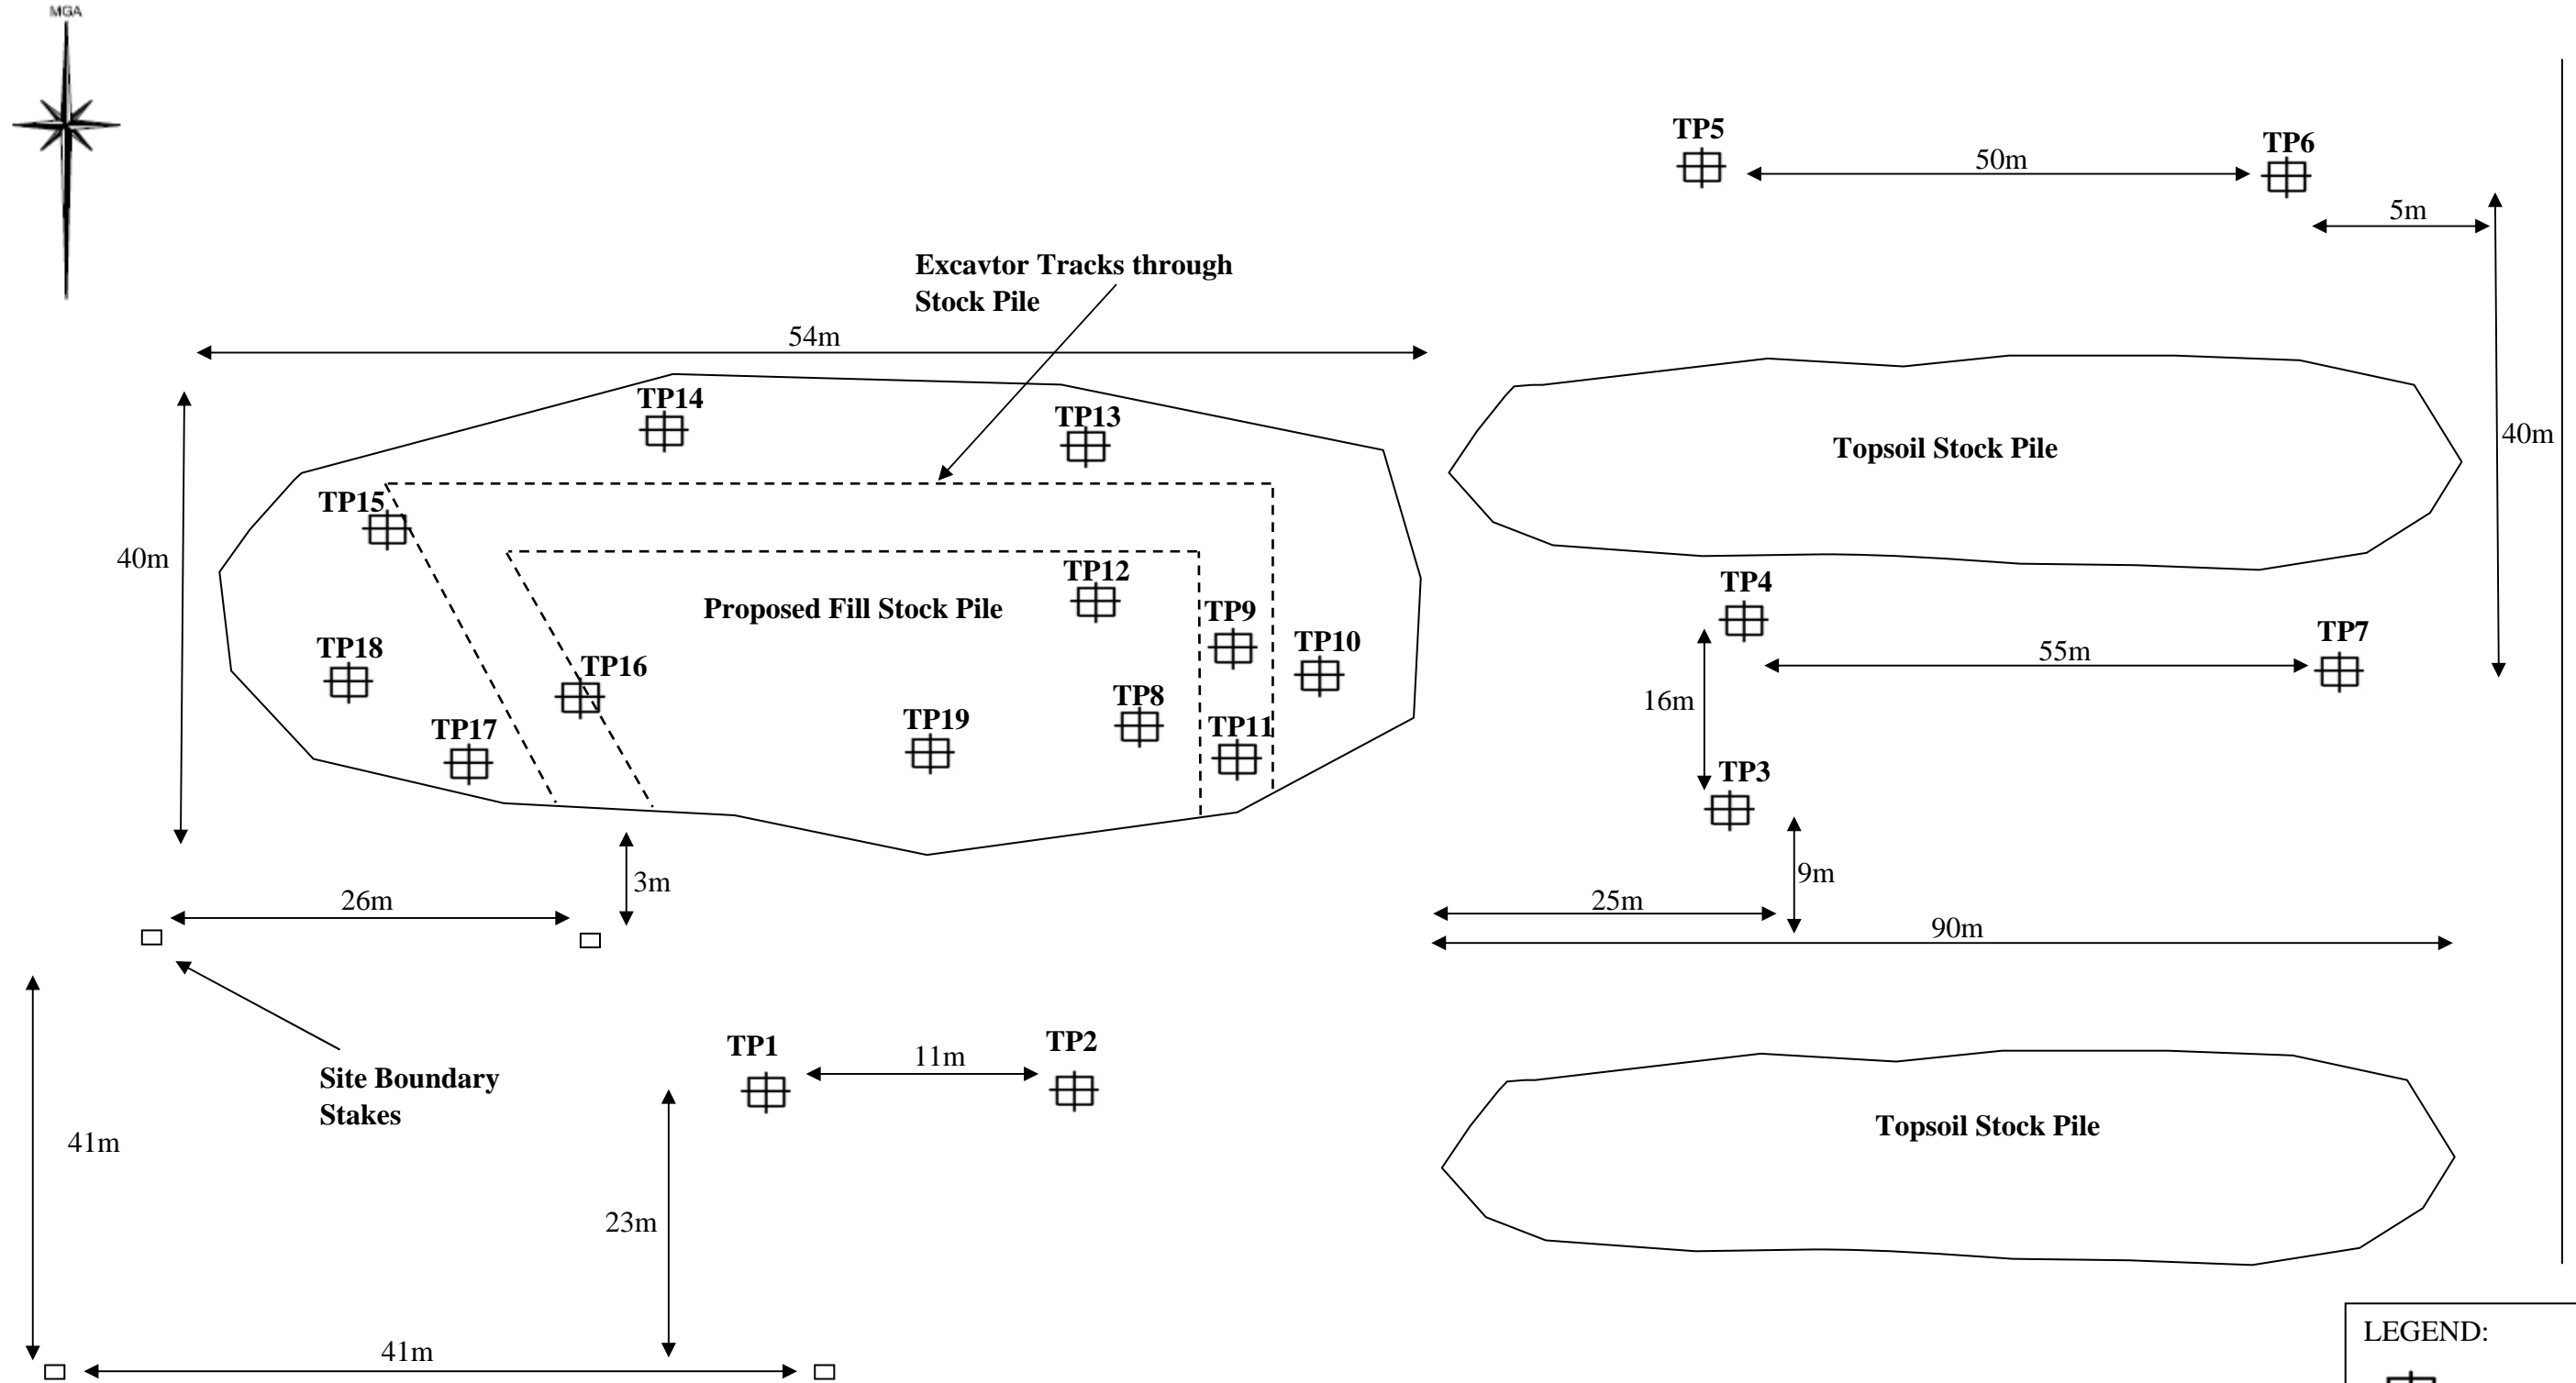 MGA
TP5
TP6
50m
5m
Excavtor Tracks through
Stock Pile
54m
TP14
TP13
40m
Topsoil Stock Pile
TP15
40m
TP12
TP4
Proposed Fill Stock Pile
TP9
TP10
TP7
TP18
TP16
55m
TP8
16m
TP17
TP19
TP11
TP3
3m
9m
26m
25m
90m
TP1
TP2
11m
Site Boundary
Stakes
Topsoil Stock Pile
41m
23m
LEGEND:
41m